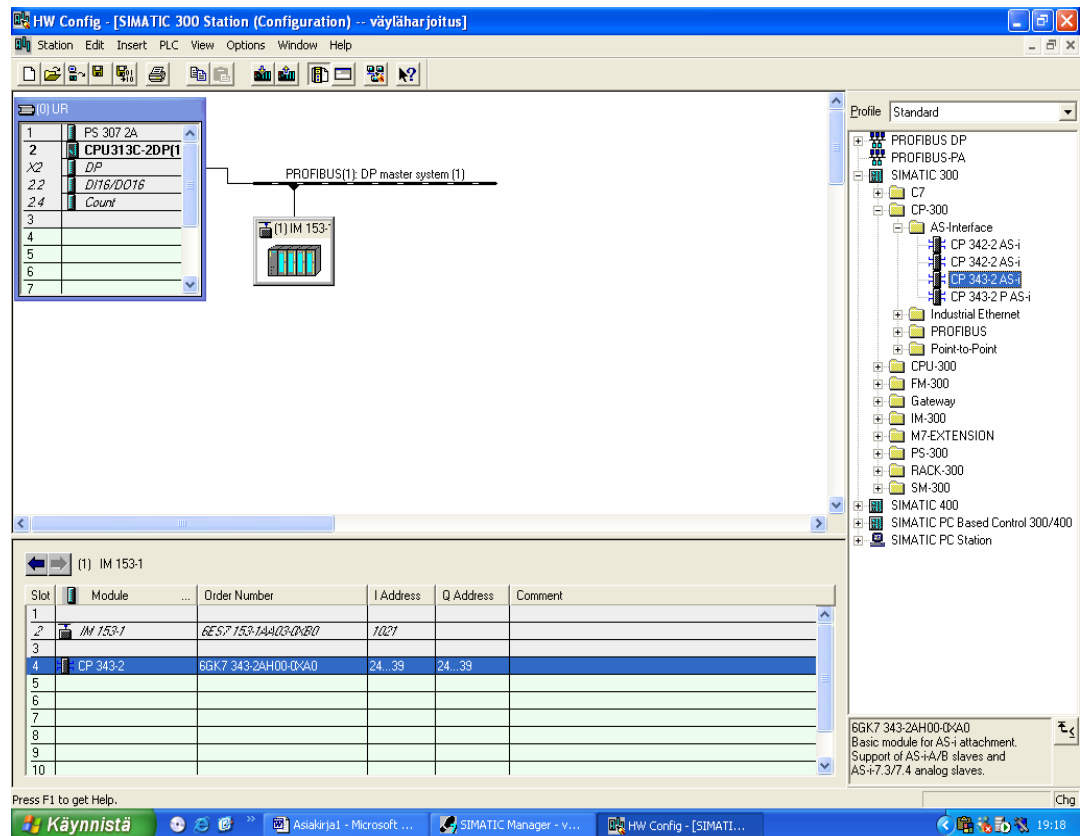 HW Config - [SIMATIC 300 Station (Configuration) -- väyläharjoitus]
Station Edit Insert PLC View Options Window Help
(0) UR
1 PS 307 2A
2 CPU313C-2DP(1
X2 DP
2.2 DI16/DO16
2.4 Count
3
4
5
6
7
PROFIBUS(1): DP master system (1)
(1) IM 153-
Profile Standard
PROFIBUS DP
PROFIBUS-PA
SIMATIC 300
C7
CP-300
AS-Interface
CP 342-2 AS-i
CP 342-2 AS-i
CP 343-2 AS-i
CP 343-2 P AS-i
Industrial Ethernet
PROFIBUS
Point-to-Point
CPU-300
FM-300
Gateway
IM-300
M7-EXTENSION
PS-300
RACK-300
SM-300
SIMATIC 400
SIMATIC PC Based Control 300/400
SIMATIC PC Station
(1) IM 153-1
Slot Module ... Order Number I Address Q Address Comment
1
2 IM 153-1 6ES7 153-1AA03-0XB0 1021
3
4 CP 343-2 6GK7 343-2AH00-0XA0 24...39 24...39
5
6
7
8
9
10
6GK7 343-2AH00-0XA0
Basic module for AS-i attachment.
Support of AS-i-A/B slaves and
AS-i-7.3/7.4 analog slaves.
Press F1 to get Help.
Chg
Käynnistä » Asiakirja1 - Microsoft ... SIMATIC Manager - v... HW Config - [SIMATI... 19:18